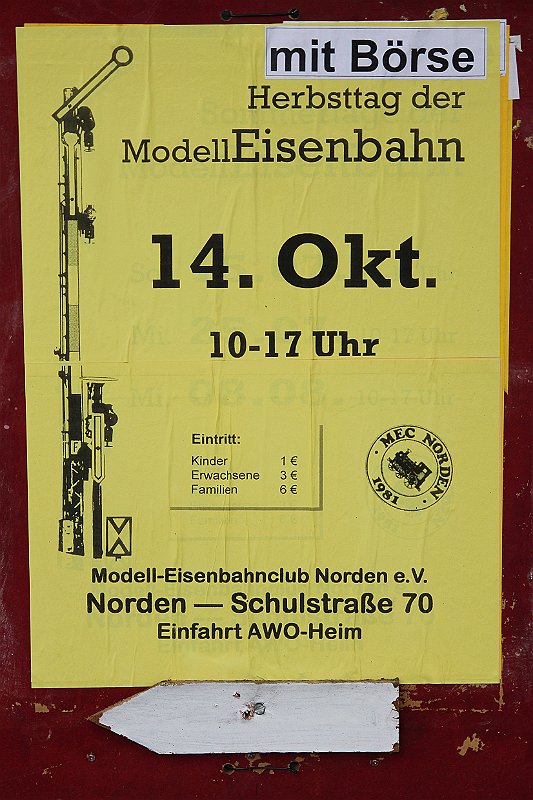 mit Börse
Herbsttag der
ModellEisenbahn
14. Okt.
10-17 Uhr
Eintritt:
Kinder 1 €
Erwachsene 3 €
Familien 6 €
MEC NORDEN
1981
F
Modell-Eisenbahnclub Norden e.V.
Norden — Schulstraße 70
Einfahrt AWO-Heim